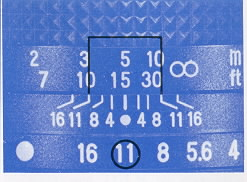 2 3 5 10 ∞ m
7 10 15 30 ft
16 11 8 4 4 8 11 16
16 11 8 5.6 4